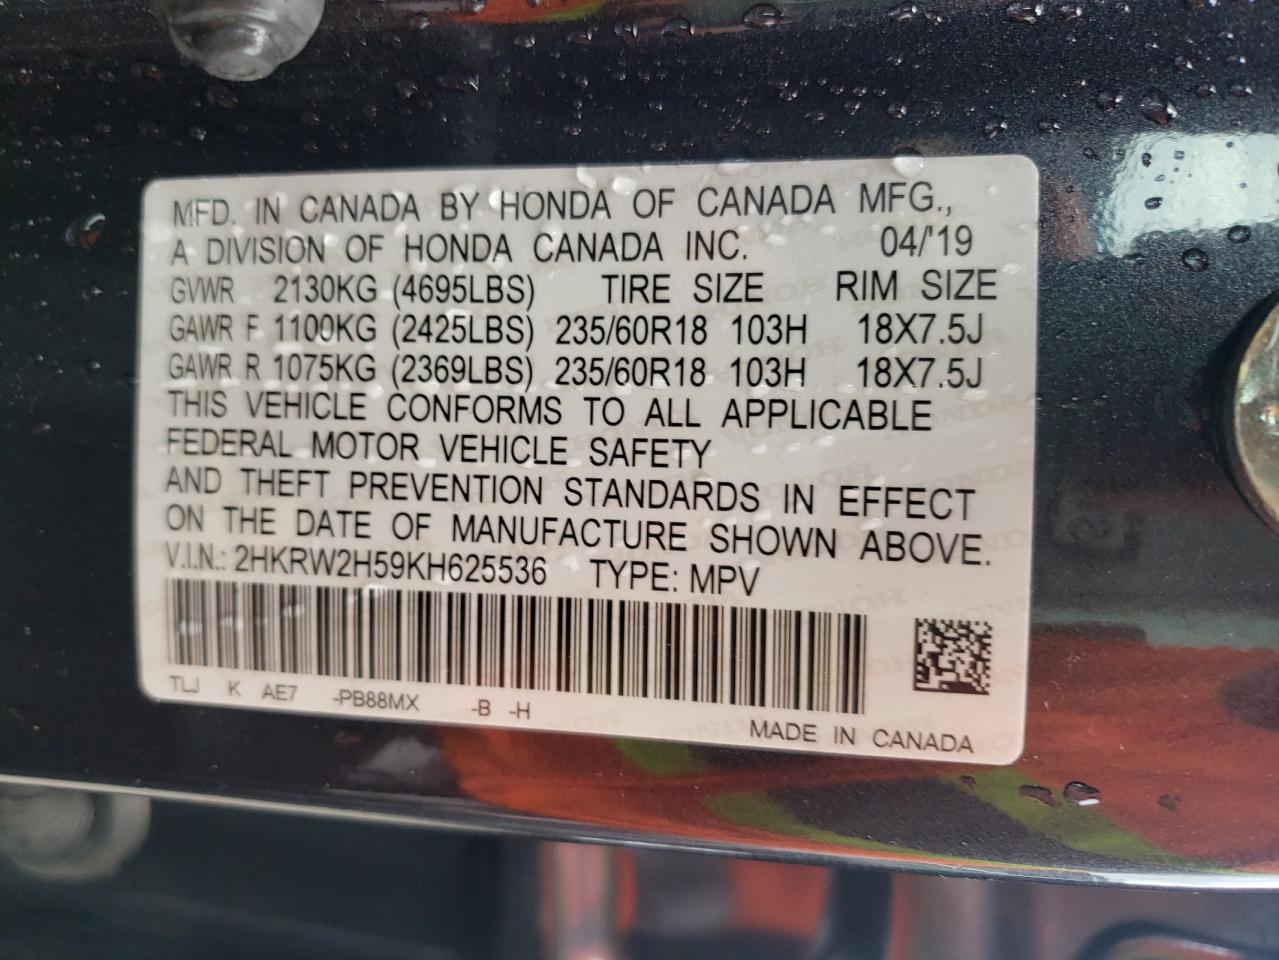 MFD. IN CANADA BY HONDA OF CANADA MFG.,
A DIVISION OF HONDA CANADA INC. 04/'19
GVWR 2130KG (4695LBS) TIRE SIZE RIM SIZE
GAWR F 1100KG (2425LBS) 235/60R18 103H 18X7.5J
GAWR R 1075KG (2369LBS) 235/60R18 103H 18X7.5J
THIS VEHICLE CONFORMS TO ALL APPLICABLE
FEDERAL MOTOR VEHICLE SAFETY
AND THEFT PREVENTION STANDARDS IN EFFECT
ON THE DATE OF MANUFACTURE SHOWN ABOVE.
V.I.N.: 2HKRW2H59KH625536 TYPE: MPV
TLJ K AE7 -PB88MX -B -H
MADE IN CANADA